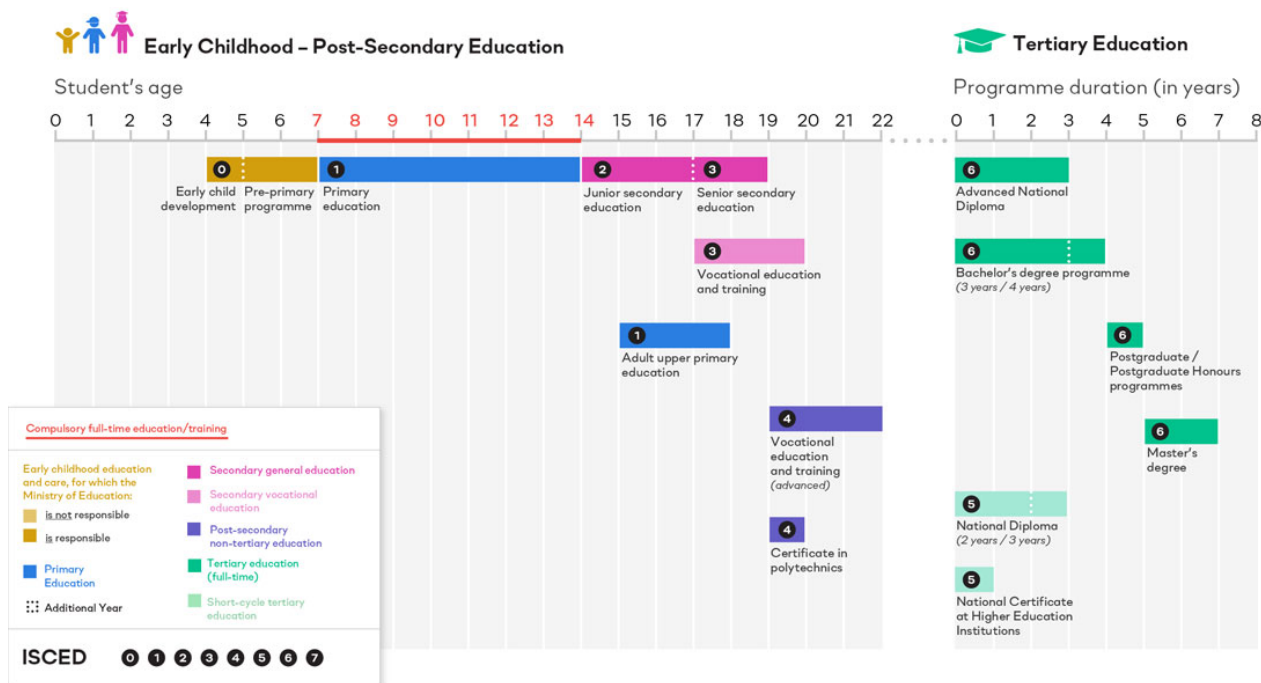 Early Childhood – Post-Secondary Education
Student's age
0 1 2 3 4 5 6 7 8 9 10 11 12 13 14 15 16 17 18 19 20 21 22
0
Early child
development
Pre-primary
programme
1
Primary
education
2
Junior secondary
education
3
Senior secondary
education
3
Vocational education
and training
1
Adult upper primary
education
4
Vocational
education
and training
(advanced)
4
Certificate in
polytechnics
Tertiary Education
Programme duration (in years)
0 1 2 3 4 5 6 7 8
6
Advanced National
Diploma
6
Bachelor's degree programme
(3 years / 4 years)
6
Postgraduate /
Postgraduate Honours
programmes
6
Master's
degree
5
National Diploma
(2 years / 3 years)
5
National Certificate
at Higher Education
Institutions
Compulsory full-time education/training
Early childhood education
and care, for which the
Ministry of Education:
is not responsible
is responsible
Primary
Education
Additional Year
Secondary general education
Secondary vocational
education
Post-secondary
non-tertiary education
Tertiary education
(full-time)
Short-cycle tertiary
education
ISCED 0 1 2 3 4 5 6 7